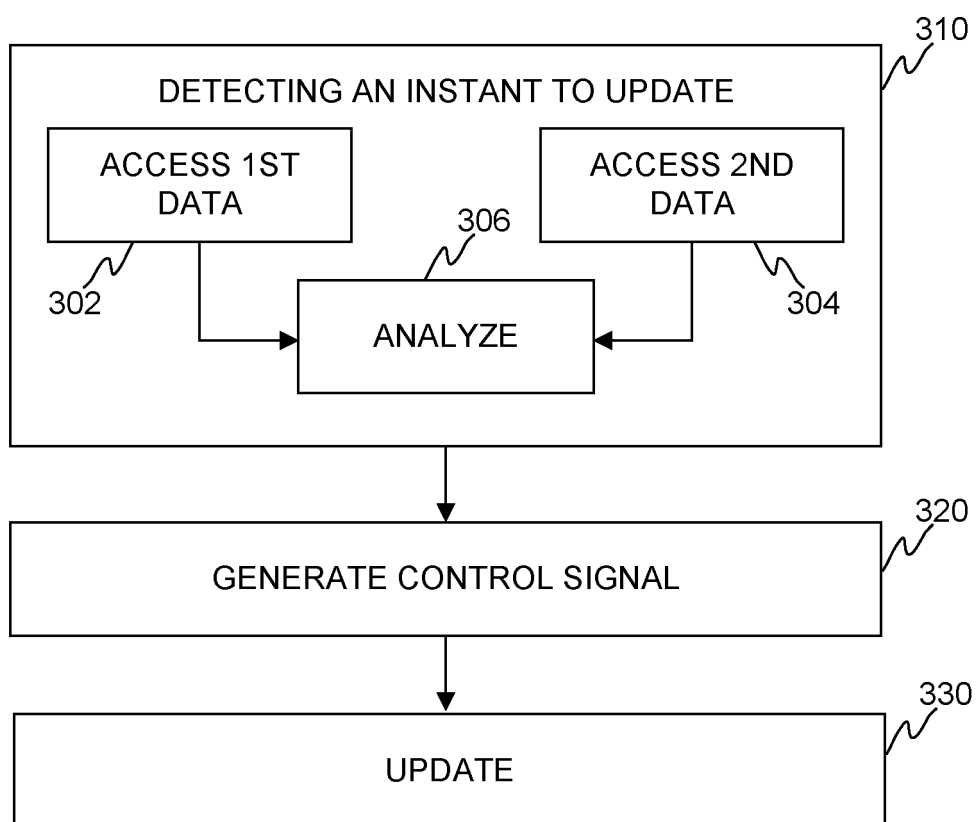 310
DETECTING AN INSTANT TO UPDATE
ACCESS 1ST
DATA
ACCESS 2ND
DATA
306
302
304
ANALYZE
320
GENERATE CONTROL SIGNAL
330
UPDATE